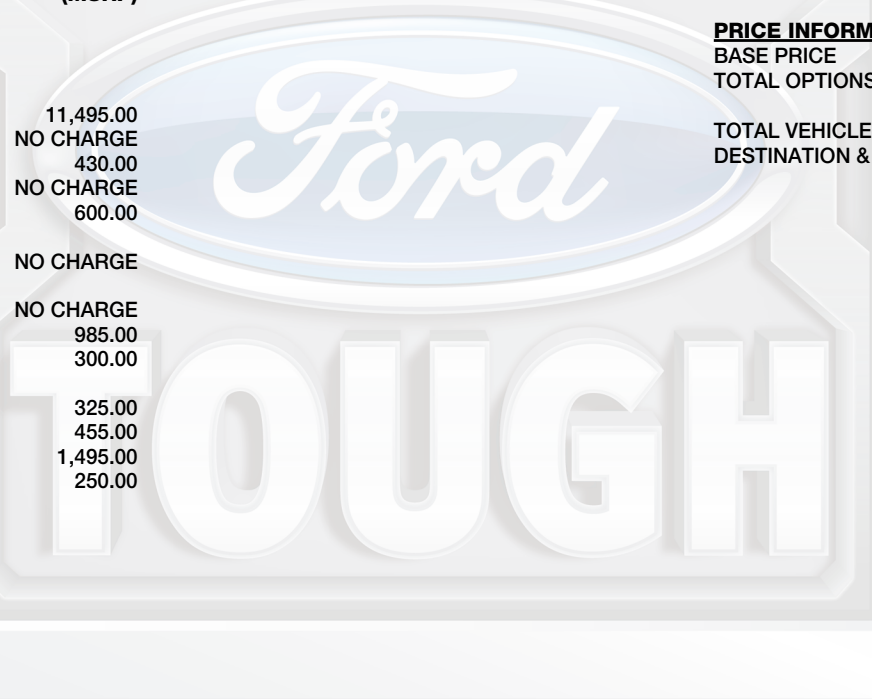 (MSRP)
11,495.00
NO CHARGE
430.00
NO CHARGE
600.00
NO CHARGE
NO CHARGE
985.00
300.00
325.00
455.00
1,495.00
250.00
PRICE INFORM
BASE PRICE
TOTAL OPTIONS
TOTAL VEHICLE
DESTINATION &
Ford
TOUGH